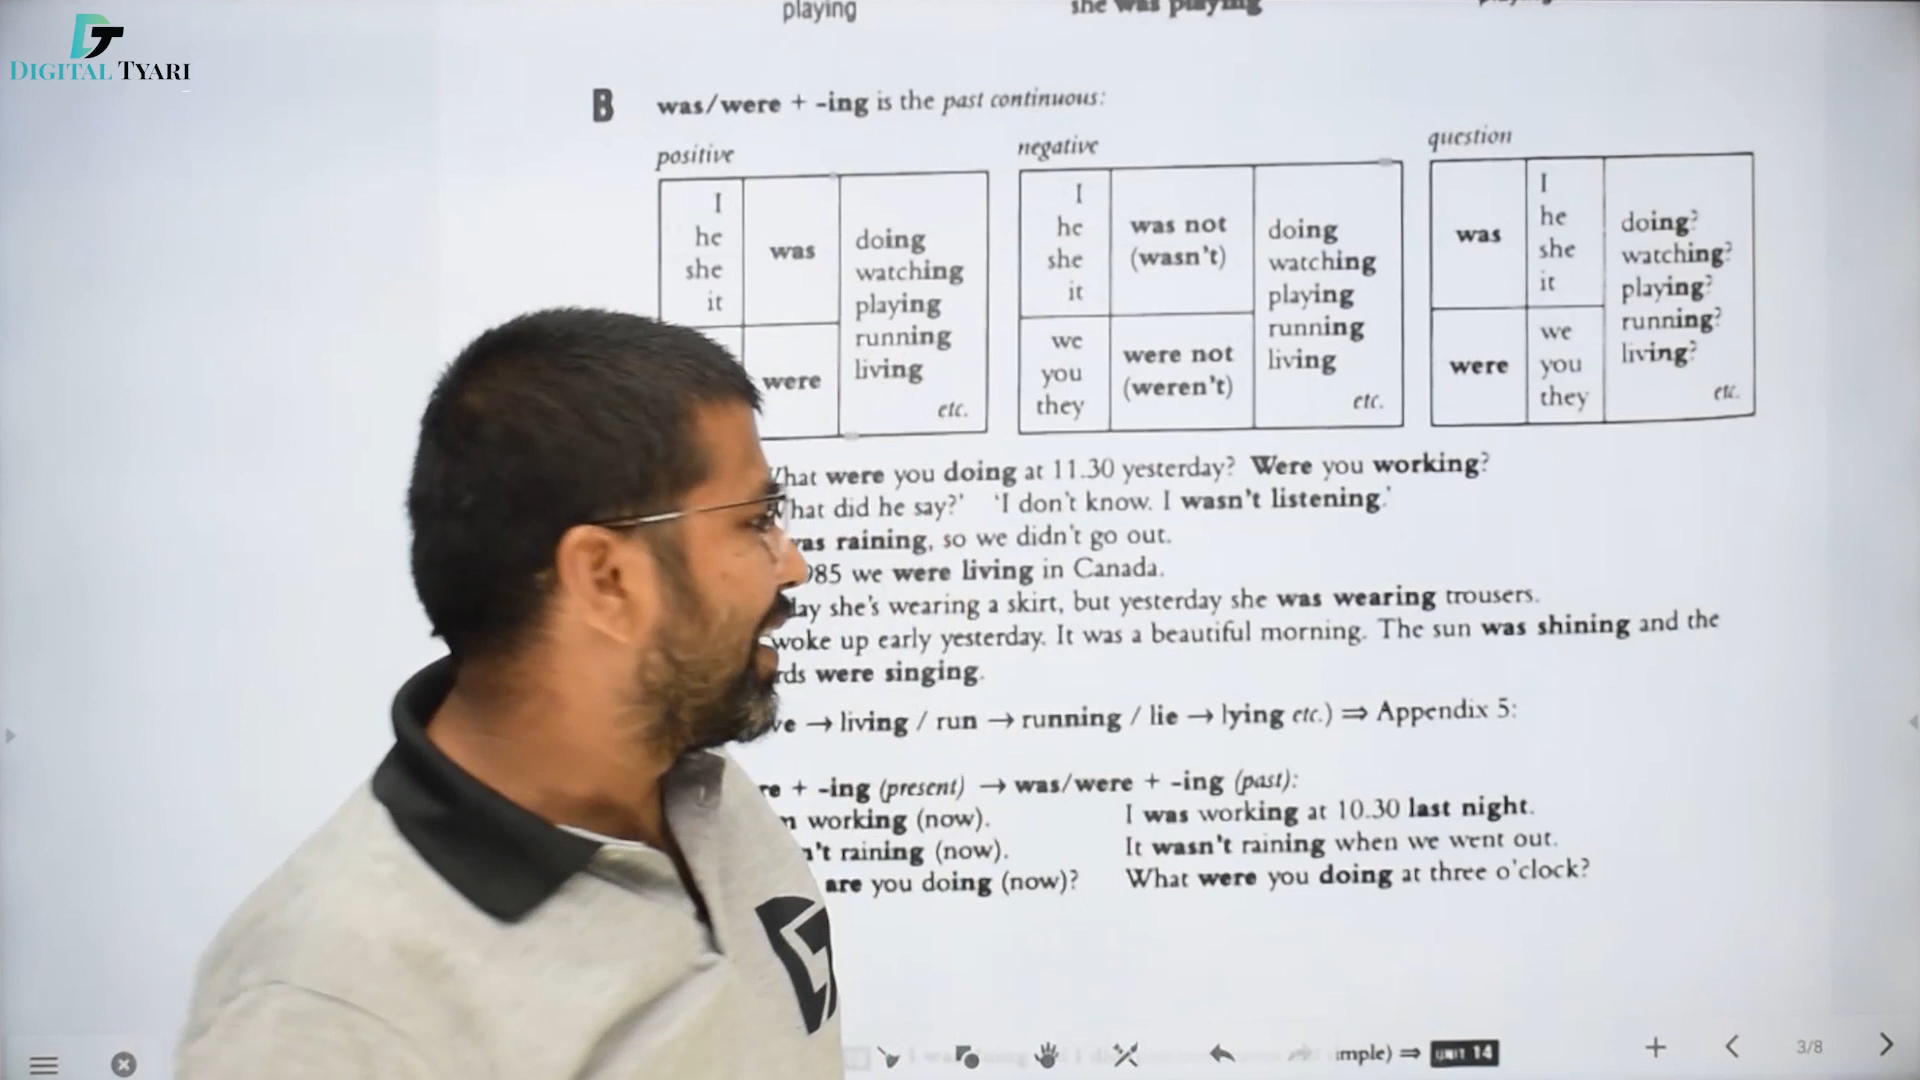 playing
she was playing
DT
DIGITAL TYARI
B was/were + -ing is the past continuous:
positive
I
he
she
it
was
were
doing
watching
playing
running
living
etc.
negative
I
he
she
it
was not
(wasn't)
we
you
they
were not
(weren't)
doing
watching
playing
running
living
etc.
question
was
I
he
she
it
were
we
you
they
doing?
watching?
playing?
running?
living?
etc.
were you doing at 11.30 yesterday? Were you working?
did he say?' 'I don't know. I wasn't listening.'
raining, so we didn't go out.
we were living in Canada.
she's wearing a skirt, but yesterday she was wearing trousers.
woke up early yesterday. It was a beautiful morning. The sun was shining and the
were singing.
→ living / run → running / lie → lying etc.) ⇒ Appendix 5:
+ -ing (present) → was/were + -ing (past):
working (now). I was working at 10.30 last night.
raining (now). It wasn't raining when we went out.
are you doing (now)? What were you doing at three o'clock?
⇒ UNIT 14
3/8